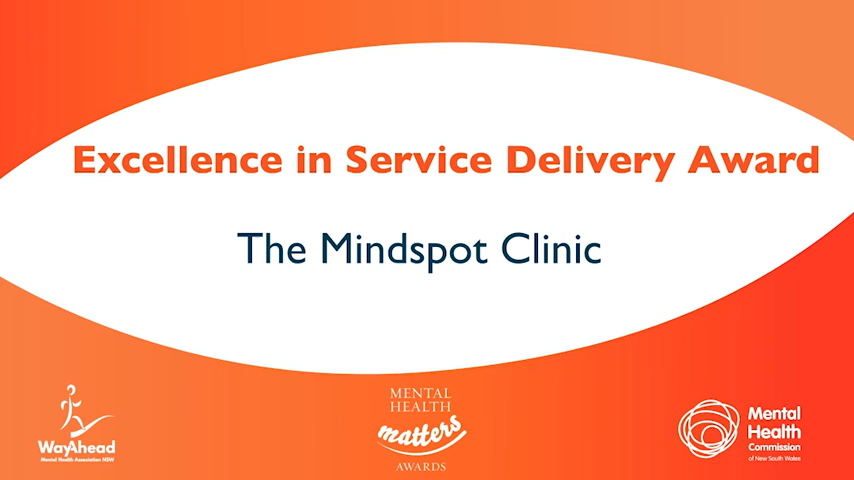 Excellence in Service Delivery Award
The Mindspot Clinic
WayAhead
Mental Health Association NSW
MENTAL
HEALTH
matters
AWARDS
Mental
Health
Commission
of New South Wales